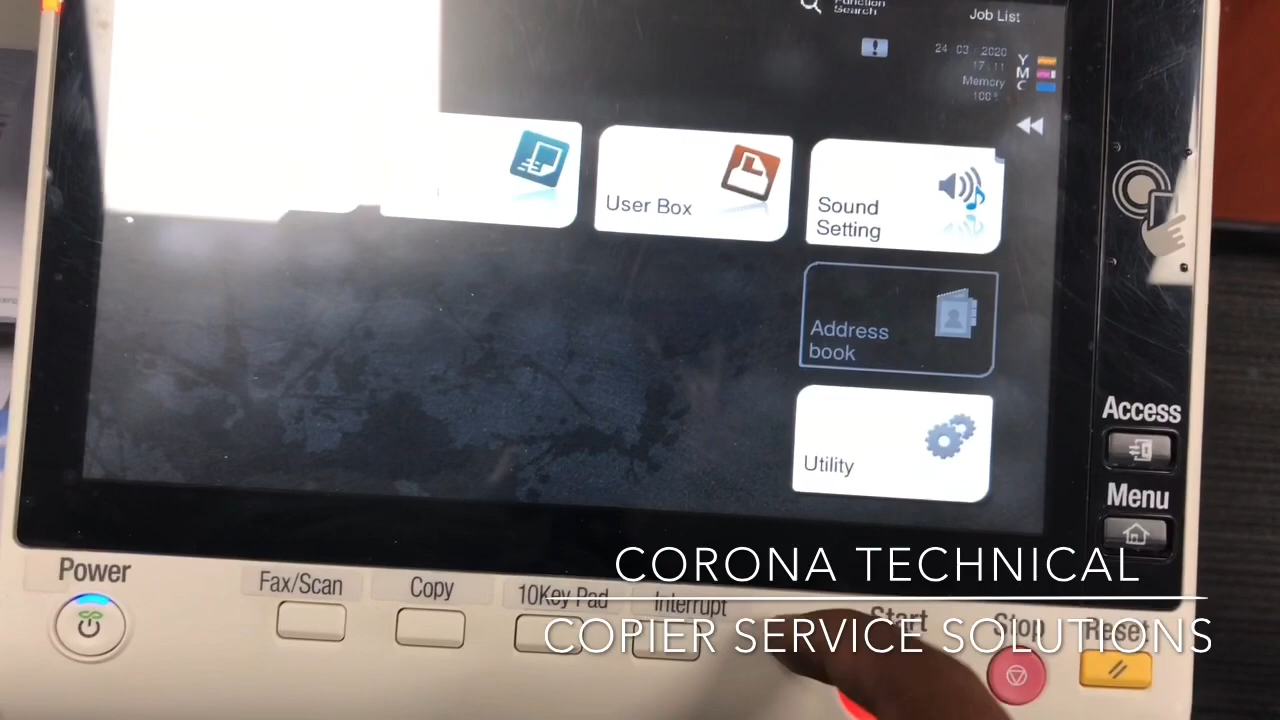 Function
Search
Job List
24/03/2020
17:11
Memory
100%
Y
M
C
User Box
Sound
Setting
Address
book
Utility
Access
Menu
Power
Fax/Scan
Copy
10Key Pad
Interrupt
Start
Stop
Reset
CORONA TECHNICAL
COPIER SERVICE SOLUTIONS